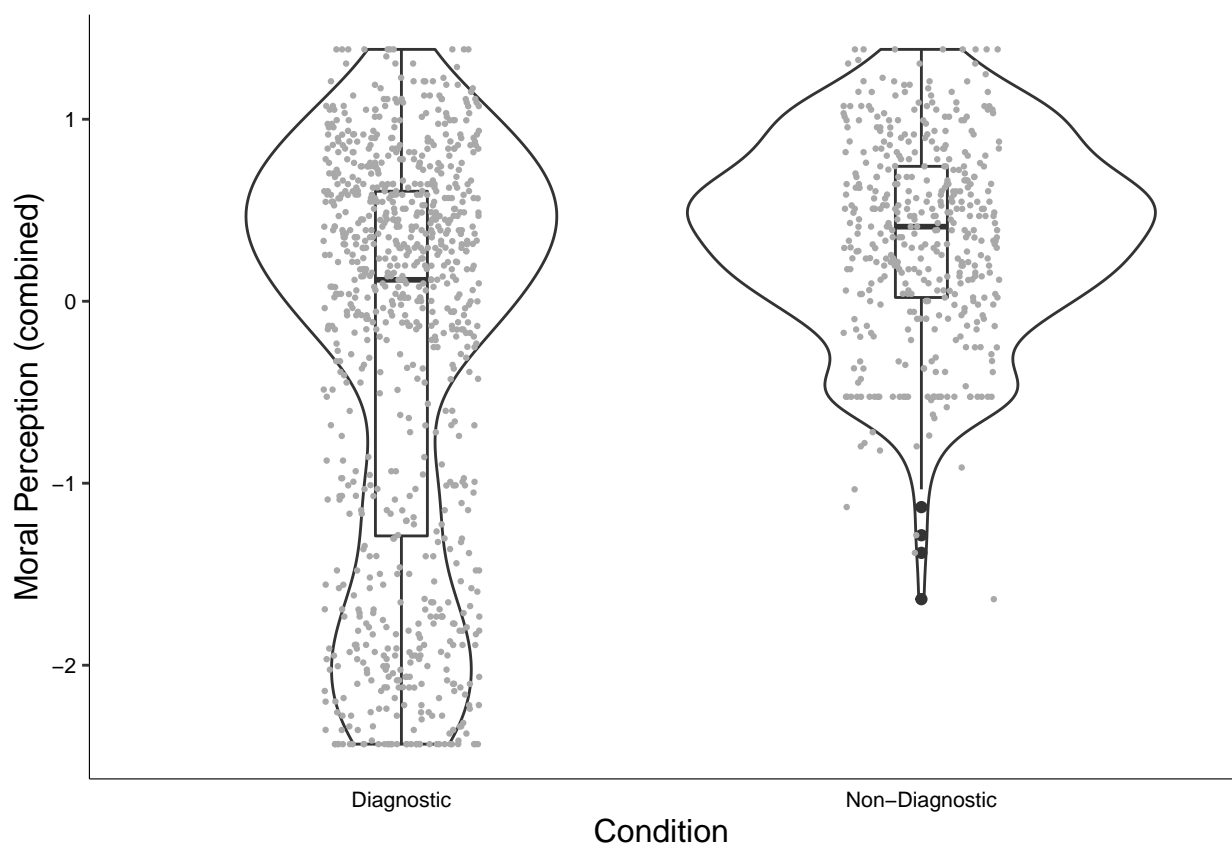 Moral Perception (combined)
1
0
−1
−2
Diagnostic
Non−Diagnostic
Condition